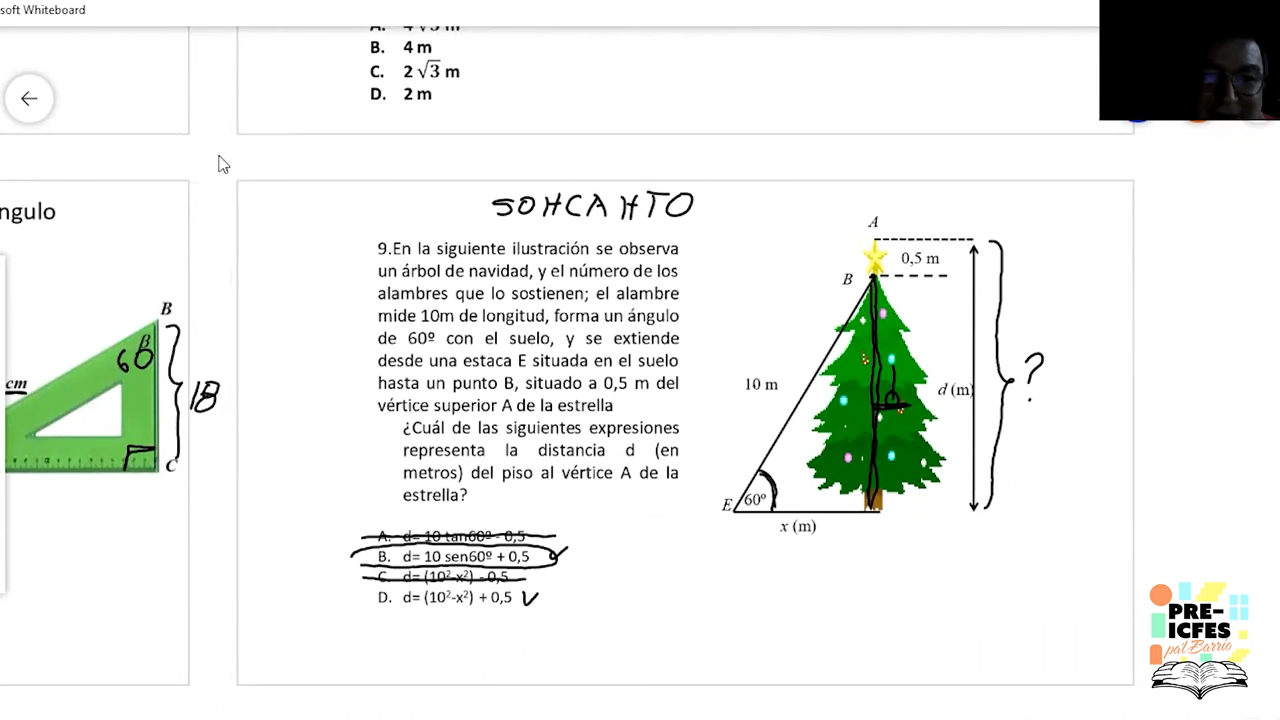 soft Whiteboard
B. 4 m
C. 2 √3 m
D. 2 m
ngulo
B
60
β
cm
18
C
SOHCAHTO
9.En la siguiente ilustración se observa
un árbol de navidad, y el número de los
alambres que lo sostienen; el alambre
mide 10m de longitud, forma un ángulo
de 60º con el suelo, y se extiende
desde una estaca E situada en el suelo
hasta un punto B, situado a 0,5 m del
vértice superior A de la estrella
¿Cuál de las siguientes expresiones
representa la distancia d (en
metros) del piso al vértice A de la
estrella?
A. d= 10 tan60º - 0,5
B. d= 10 sen60º + 0,5
C. d= (10²-x²) - 0,5
D. d= (10²-x²) + 0,5
A
0,5 m
B
10 m
d (m)
?
E
60º
x (m)
PRE-
ICFES
pa'l Barrio